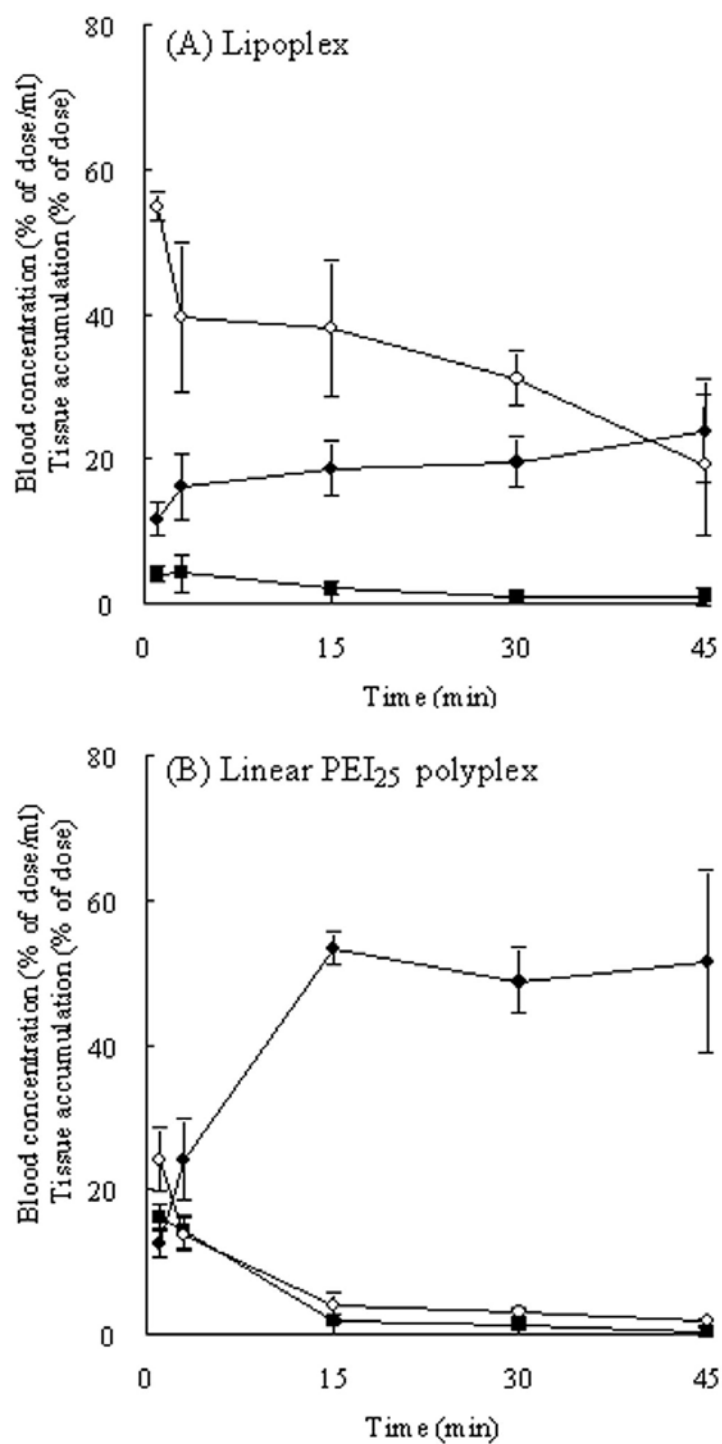 80
(A) Lipoplex
60
40
20
0
Blood concentration (% of dose/ml)
Tissue accumulation (% of dose)
0 15 30 45
Time (min)
80
(B) Linear PEI25 polyplex
60
40
20
0
Blood concentration (% of dose/ml)
Tissue accumulation (% of dose)
0 15 30 45
Time (min)